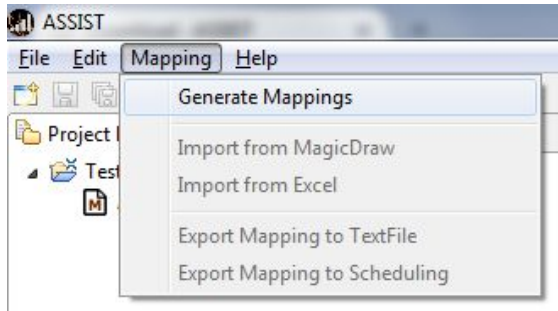 ASSIST
File Edit Mapping Help
Generate Mappings
Project
Import from MagicDraw
Test
Import from Excel
M
Export Mapping to TextFile
Export Mapping to Scheduling